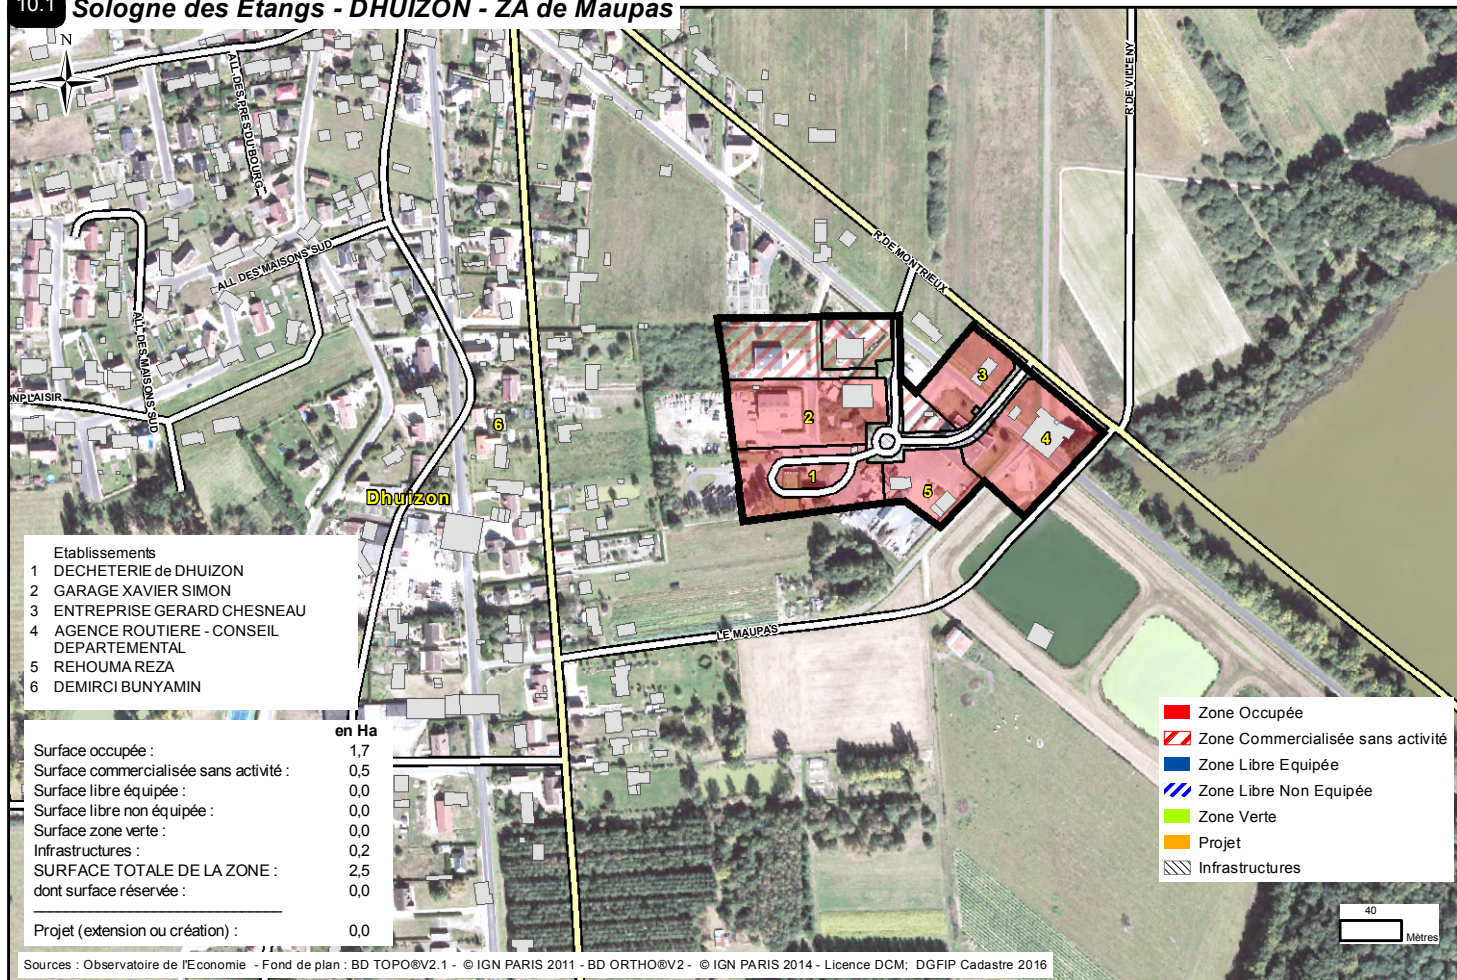 10.1 Sologne des Etangs - DHUIZON - ZA de Maupas
N
ALL DES PRES DU BOURG
R DE VILLENY
R DE MONTRIEUX
ALL DES MAISONS SUD
ALL DES MAISONS SUD
ONPLAISIR
LE MAUPAS
Dhuizon
1
2
3
4
5
6
Etablissements
1 DECHETERIE de DHUIZON
2 GARAGE XAVIER SIMON
3 ENTREPRISE GERARD CHESNEAU
4 AGENCE ROUTIERE - CONSEIL
DEPARTEMENTAL
5 REHOUMA REZA
6 DEMIRCI BUNYAMIN
en Ha
Surface occupée : 1,7
Surface commercialisée sans activité : 0,5
Surface libre équipée : 0,0
Surface libre non équipée : 0,0
Surface zone verte : 0,0
Infrastructures : 0,2
SURFACE TOTALE DE LA ZONE : 2,5
dont surface réservée : 0,0
Projet (extension ou création) : 0,0
Zone Occupée
Zone Commercialisée sans activité
Zone Libre Equipée
Zone Libre Non Equipée
Zone Verte
Projet
Infrastructures
40
Mètres
Sources : Observatoire de l'Economie - Fond de plan : BD TOPO®V2.1 - © IGN PARIS 2011 - BD ORTHO®V2 - © IGN PARIS 2014 - Licence DCM; DGFIP Cadastre 2016